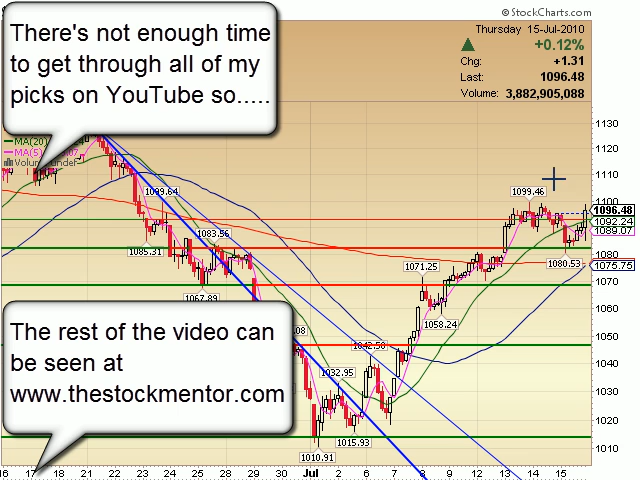 There's not enough time
to get through all of my
picks on YouTube so.....
© StockCharts.com
Thursday 15-Jul-2010
+0.12%
Chg: +1.31
Last: 1096.48
Volume: 3,882,905,088
MA(20)
MA(5)
1130
1120
1110
1100
1096.48
1092.24
1089.07
1080
1075.75
1070
1060
1050
1040
1030
1020
1010
1099.64
1083.56
1085.31
1067.89
1071.25
1058.24
1042.50
1032.95
1015.93
1010.91
1099.46
1080.53
The rest of the video can
be seen at
www.thestockmentor.com
16 17 18 21 22 23 24 25 28 29 30 Jul 2 6 7 8 9 12 13 14 15